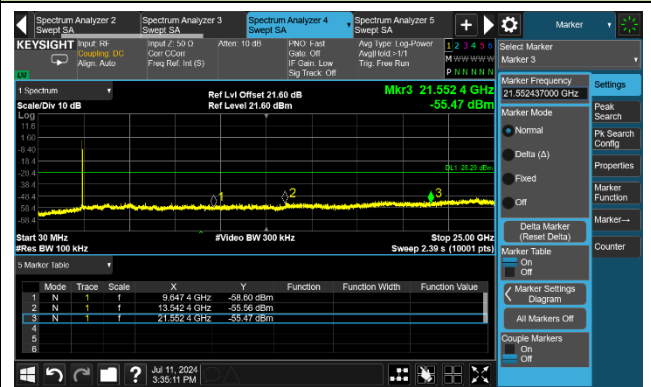 Spectrum Analyzer 2
Swept SA
Spectrum Analyzer 3
Swept SA
Spectrum Analyzer 4
Swept SA
Spectrum Analyzer 5
Swept SA
+
Marker
KEYSIGHT
Input: RF
Coupling: DC
Align: Auto
Input Z: 50 Ω
Corr CCorr
Freq Ref: Int (S)
Atten: 10 dB
PNO: Fast
Gate: Off
IF Gain: Low
Sig Track: Off
Avg Type: Log-Power
Avg|Hold:>1/1
Trig: Free Run
1 2 3 4 5 6
M W W W W W
P N N N N N
LM
Select Marker
Marker 3
1 Spectrum
Scale/Div 10 dB
Ref Lvl Offset 21.60 dB
Ref Level 21.60 dBm
Mkr3 21.552 4 GHz
-55.47 dBm
Log
11.6
1.60
-8.40
-18.4
-28.4
-38.4
-48.4
-58.4
-68.4
1
2
3
Start 30 MHz
#Res BW 100 kHz
#Video BW 300 kHz
Stop 25.00 GHz
Sweep 2.39 s (10001 pts)
5 Marker Table
Mode Trace Scale X Y Function Function Width Function Value
1 N 1 f 9.647 4 GHz -58.60 dBm
2 N 1 f 13.542 4 GHz -55.56 dBm
3 N 1 f 21.552 4 GHz -55.47 dBm
4
5
6
Marker Frequency
21.552437000 GHz
Marker Mode
Normal
Delta (Δ)
Fixed
Off
Delta Marker
(Reset Delta)
Marker Table
On
Off
Marker Settings
Diagram
All Markers Off
Couple Markers
On
Off
Settings
Peak
Search
Pk Search
Config
Properties
Marker
Function
Marker→
Counter
?
Jul 11, 2024
3:35:11 PM